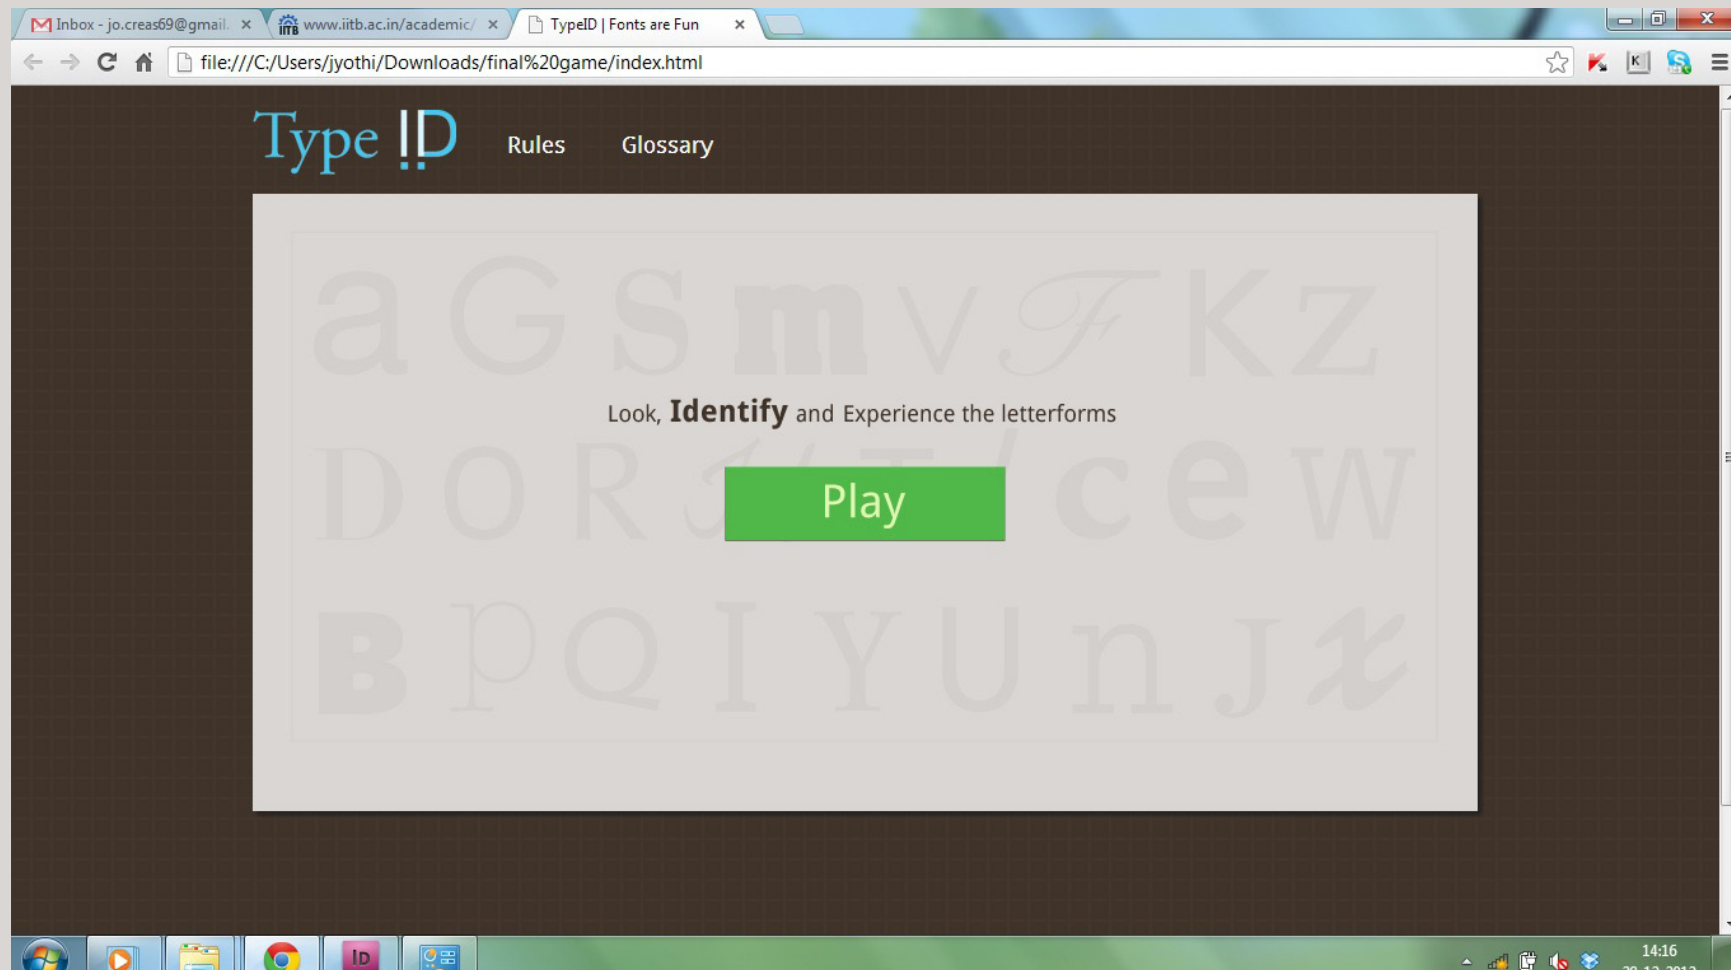 Inbox - jo.creas69@gmail.
www.iitb.ac.in/academic/
TypeID | Fonts are Fun
file:///C:/Users/jyothi/Downloads/final%20game/index.html
Type ID
Rules
Glossary
a G S m V F K Z
Look, Identify and Experience the letterforms
D O R T c e w
Play
B p Q I Y U n J x
ID
14:16